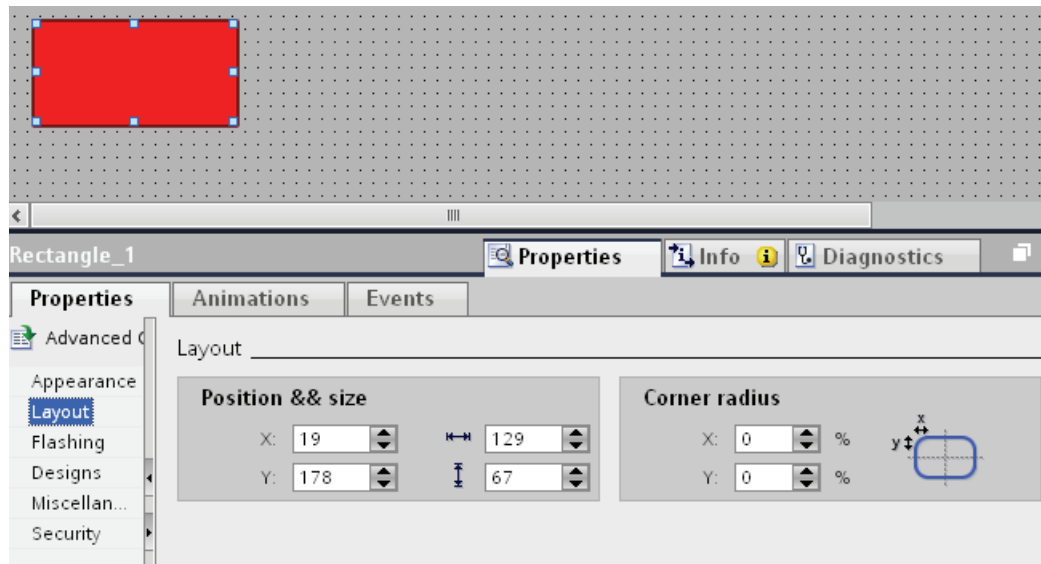 Rectangle_1
Properties Info Diagnostics
Properties Animations Events
Advanced
Layout
Appearance
Layout
Flashing
Designs
Miscellan...
Security
Position && size
X: 19 129
Y: 178 67
Corner radius
X: 0 %
Y: 0 %
x
y